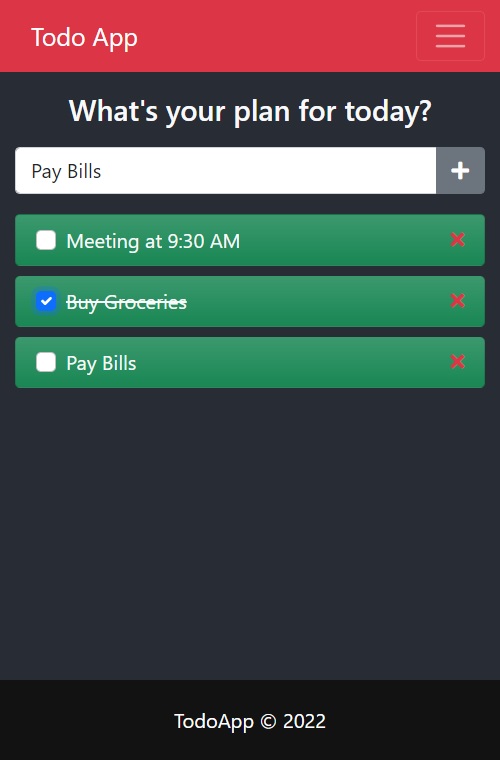 Todo App
What's your plan for today?
Pay Bills
Meeting at 9:30 AM
Buy Groceries
Pay Bills
TodoApp © 2022